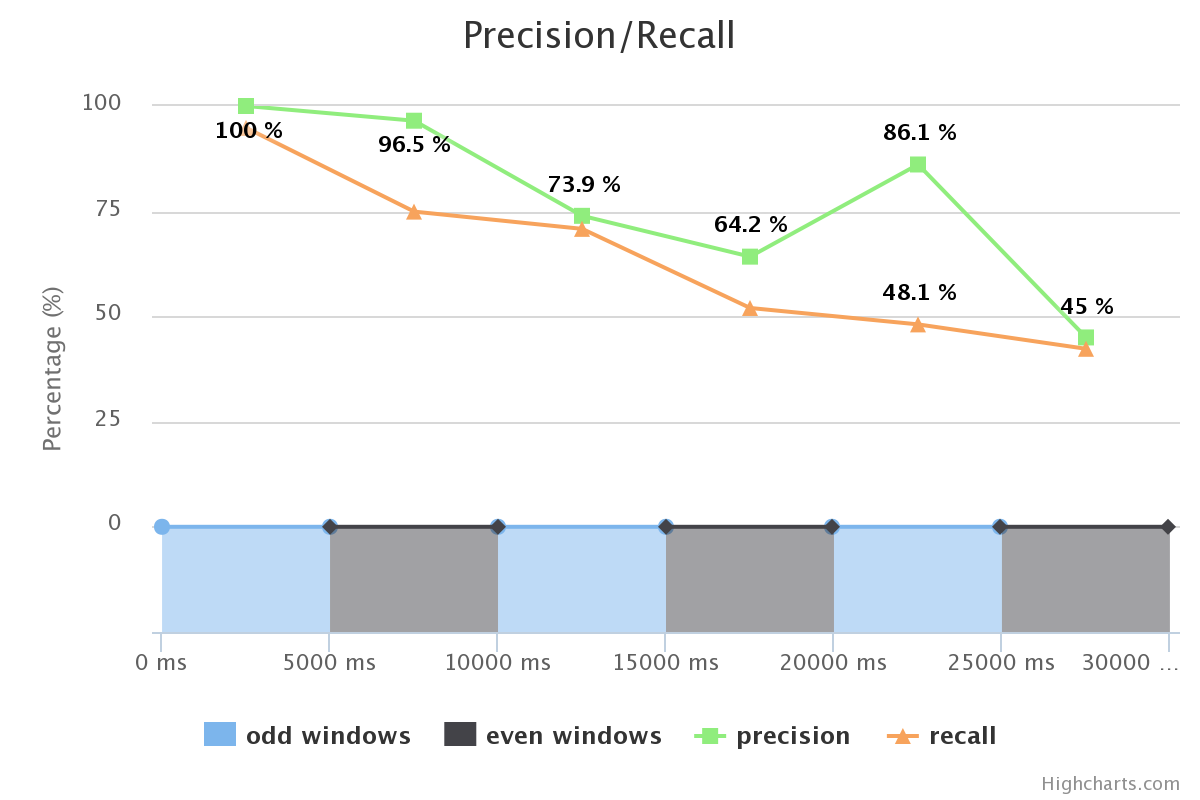 Precision/Recall
100
75
50
25
0
Percentage (%)
100 %
96.5 %
73.9 %
64.2 %
86.1 %
48.1 %
45 %
0 ms
5000 ms
10000 ms
15000 ms
20000 ms
25000 ms
30000 …
odd windows
even windows
precision
recall
Highcharts.com